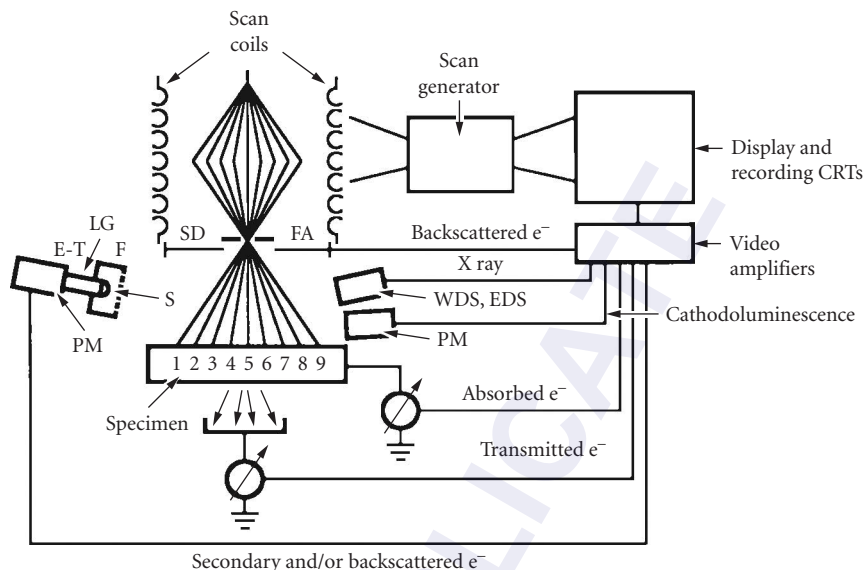 Scan
coils
Scan
generator
Display and
recording CRTs
LG
E-T
F
SD
FA
Backscattered e⁻
Video
amplifiers
X ray
WDS, EDS
S
PM
PM
Cathodoluminescence
1 2 3 4 5 6 7 8 9
Absorbed e⁻
Specimen
Transmitted e⁻
Secondary and/or backscattered e⁻
LICATE